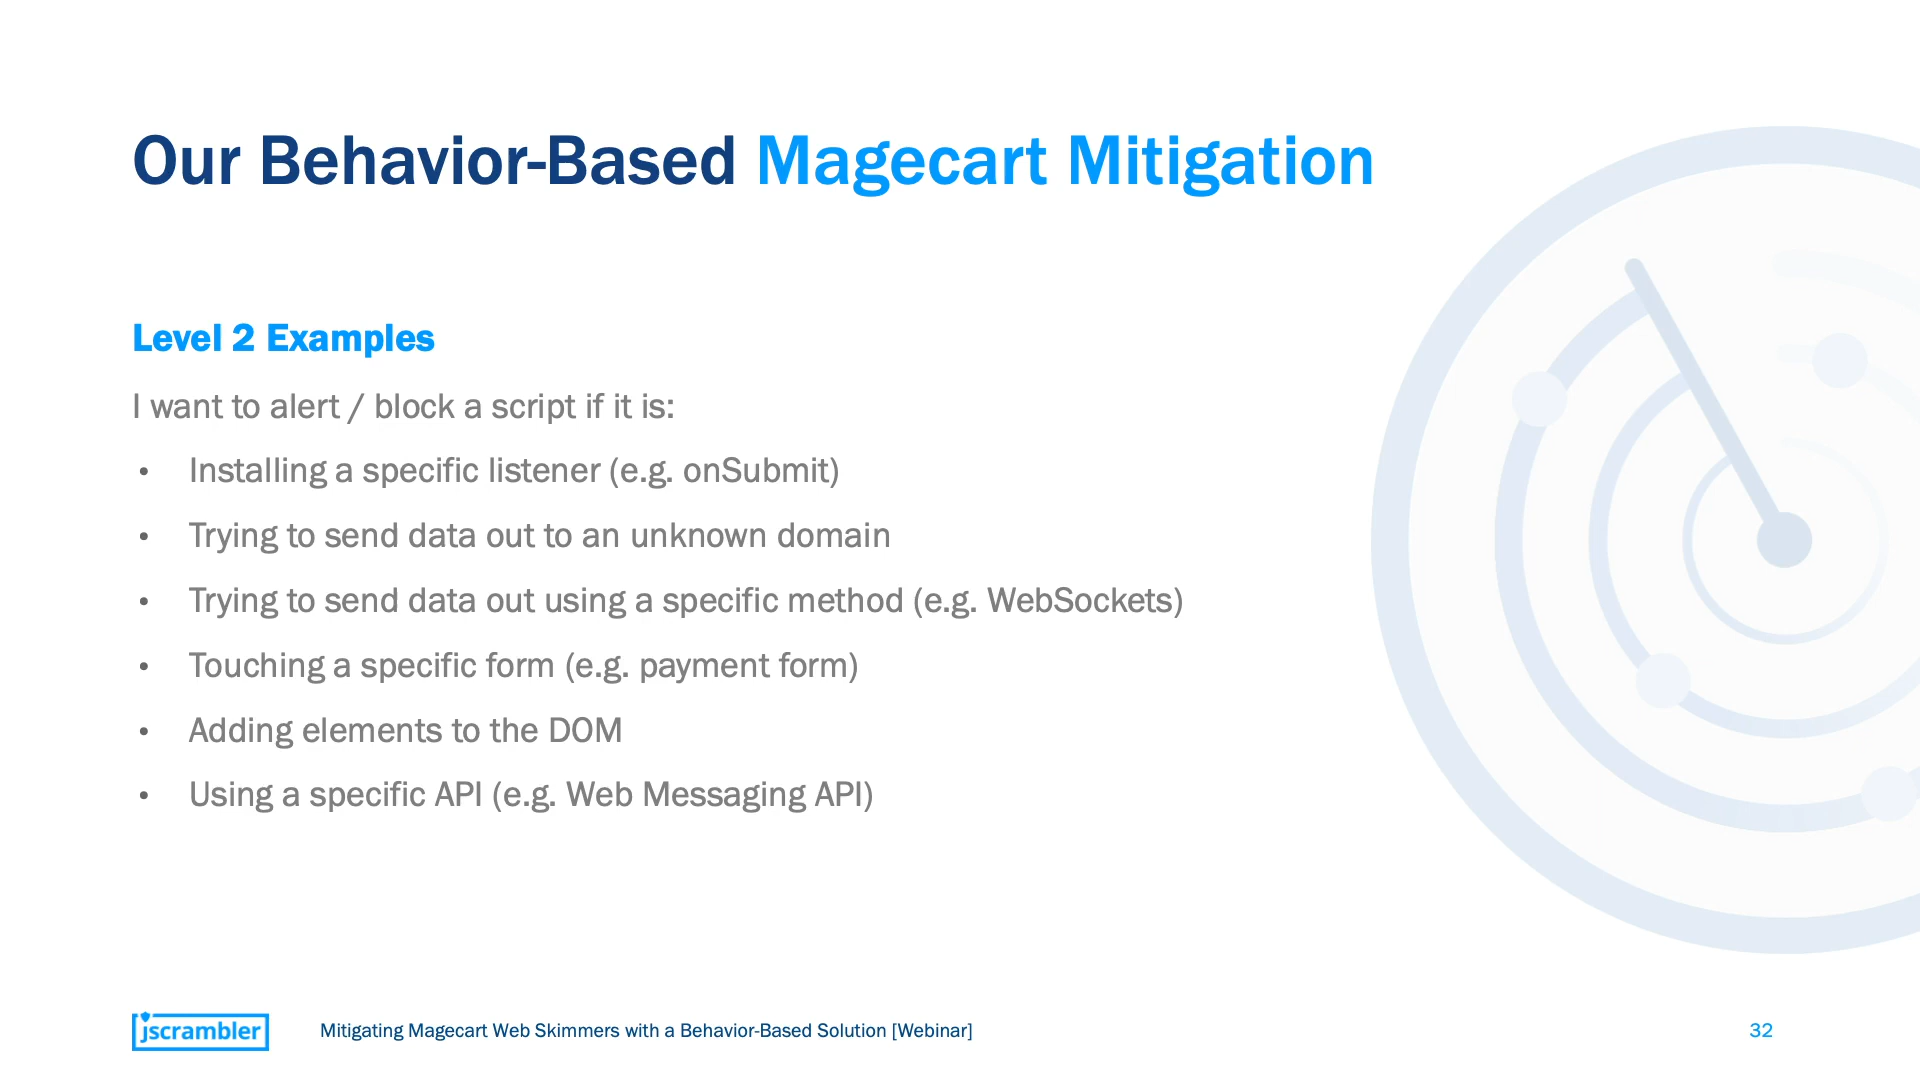 Our Behavior-Based Magecart Mitigation
Level 2 Examples
I want to alert / block a script if it is:
• Installing a specific listener (e.g. onSubmit)
• Trying to send data out to an unknown domain
• Trying to send data out using a specific method (e.g. WebSockets)
• Touching a specific form (e.g. payment form)
• Adding elements to the DOM
• Using a specific API (e.g. Web Messaging API)
jscrambler
Mitigating Magecart Web Skimmers with a Behavior-Based Solution [Webinar]
32